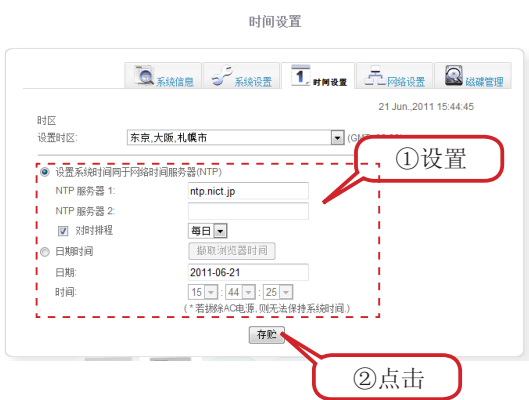 时间设置
系统信息 系统设置 1. 时间设置 网络设置 磁碟管理
21 Jun.,2011 15:44:45
时区
设置时区: 东京,大阪,札幌市
①设置
设置系统时间同于网络时间服务器(NTP)
NTP 服务器 1: ntp.nict.jp
NTP 服务器 2:
对时排程 每日
日期时间 撷取浏览器时间
日期: 2011-06-21
时间: 15 : 44 : 25
(*若拔除AC电源,则无法保持系统时间.)
存贮
②点击